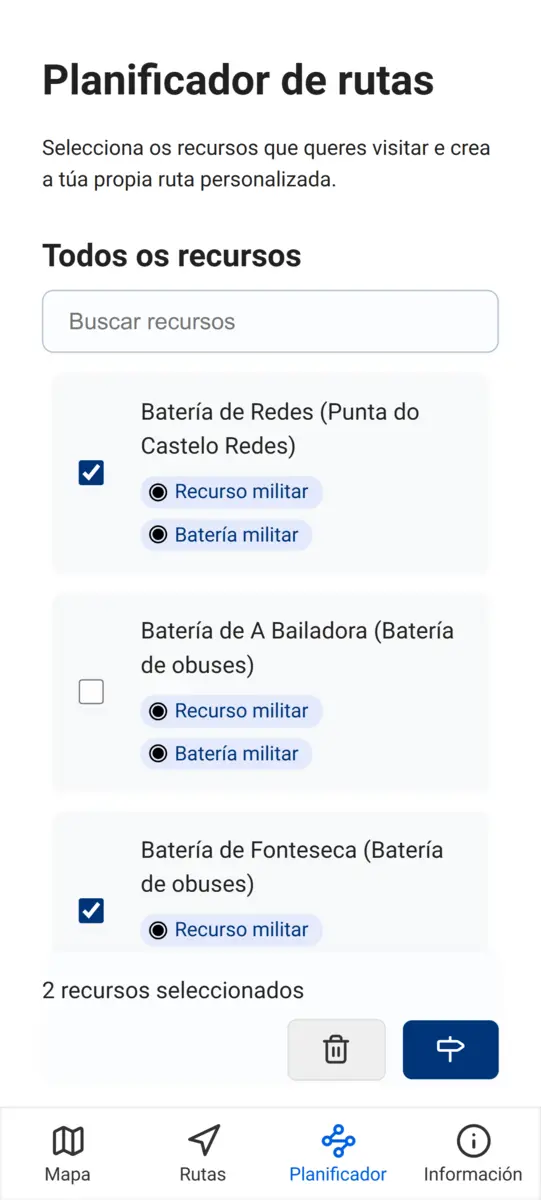 Planificador de rutas
Selecciona os recursos que queres visitar e crea
a túa propia ruta personalizada.
Todos os recursos
Buscar recursos
Batería de Redes (Punta do
Castelo Redes)
Recurso militar
Batería militar
Batería de A Bailadora (Batería
de obuses)
Recurso militar
Batería militar
Batería de Fonteseca (Batería
de obuses)
Recurso militar
2 recursos seleccionados
Mapa
Rutas
Planificador
Información